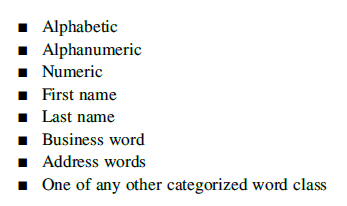 ■ Alphabetic
■ Alphanumeric
■ Numeric
■ First name
■ Last name
■ Business word
■ Address words
■ One of any other categorized word class